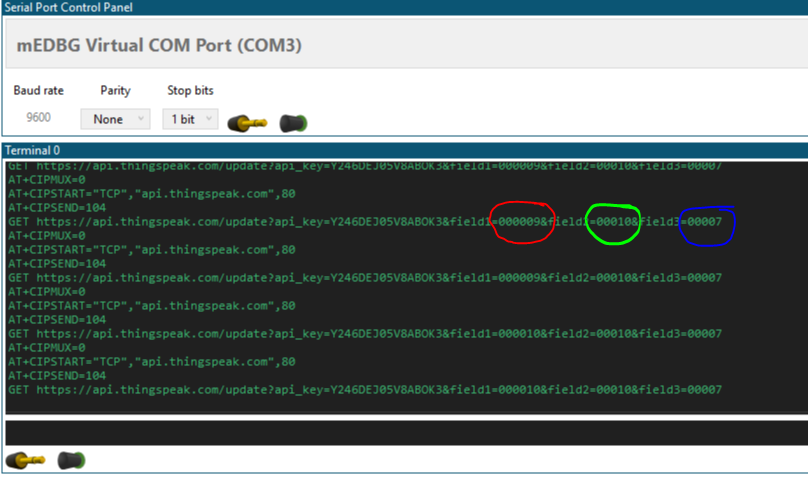 Serial Port Control Panel
mEDBG Virtual COM Port (COM3)
Baud rate Parity Stop bits
9600 None 1 bit
Terminal 0
GET https://api.thingspeak.com/update?api_key=Y246DEJ05V8ABOK3&field1=000009&field2=00010&field3=00007
AT+CIPMUX=0
AT+CIPSTART="TCP","api.thingspeak.com",80
AT+CIPSEND=104
GET https://api.thingspeak.com/update?api_key=Y246DEJ05V8ABOK3&field1=000009&field2=00010&field3=00007
AT+CIPMUX=0
AT+CIPSTART="TCP","api.thingspeak.com",80
AT+CIPSEND=104
GET https://api.thingspeak.com/update?api_key=Y246DEJ05V8ABOK3&field1=000009&field2=00010&field3=00007
AT+CIPMUX=0
AT+CIPSTART="TCP","api.thingspeak.com",80
AT+CIPSEND=104
GET https://api.thingspeak.com/update?api_key=Y246DEJ05V8ABOK3&field1=000010&field2=00010&field3=00007
AT+CIPMUX=0
AT+CIPSTART="TCP","api.thingspeak.com",80
AT+CIPSEND=104
GET https://api.thingspeak.com/update?api_key=Y246DEJ05V8ABOK3&field1=000010&field2=00010&field3=00007